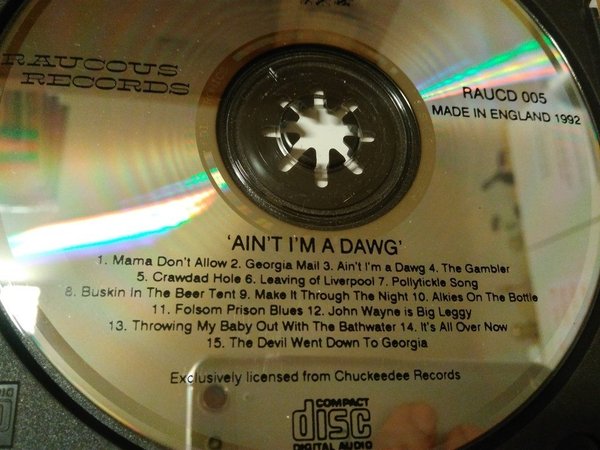 RAUCOUS
RECORDS
RAUCD 005
MADE IN ENGLAND 1992
'AIN'T I'M A DAWG'
1. Mama Don't Allow 2. Georgia Mail 3. Ain't I'm a Dawg 4. The Gambler
5. Crawdad Hole 6. Leaving of Liverpool 7. Pollytickle Song
8. Buskin In The Beer Tent 9. Make It Through The Night 10. Alkies On The Bottle
11. Folsom Prison Blues 12. John Wayne is Big Leggy
13. Throwing My Baby Out With The Bathwater 14. It's All Over Now
15. The Devil Went Down To Georgia
Exclusively licensed from Chuckeedee Records
COMPACT
disc
DIGITAL AUDIO